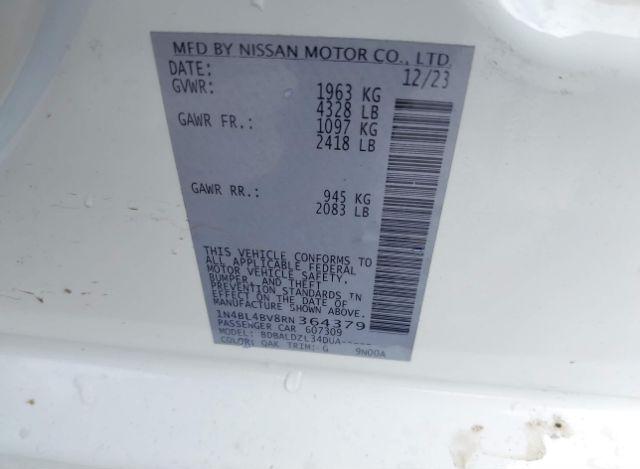 MFD BY NISSAN MOTOR CO., LTD.
DATE: 12/23
GVWR: 1963 KG
4328 LB
GAWR FR.: 1097 KG
2418 LB
GAWR RR.: 945 KG
2083 LB
THIS VEHICLE CONFORMS TO
ALL APPLICABLE FEDERAL
MOTOR VEHICLE SAFETY,
BUMPER, AND THEFT
PREVENTION STANDARDS IN
EFFECT ON THE DATE OF
MANUFACTURE SHOWN ABOVE.
1N4BL4BV8RN364379
PASSENGER CAR 607309
MODEL: BDBALDZL34DUA-----
COLOR: QAK TRIM: G 9N00A